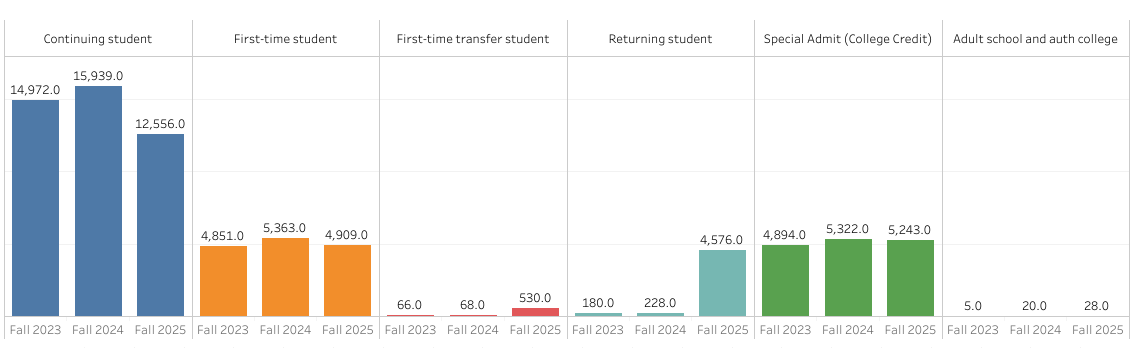 Continuing student
First-time student
First-time transfer student
Returning student
Special Admit (College Credit)
Adult school and auth college
14,972.0
15,939.0
12,556.0
4,851.0
5,363.0
4,909.0
66.0
68.0
530.0
180.0
228.0
4,576.0
4,894.0
5,322.0
5,243.0
5.0
20.0
28.0
Fall 2023 Fall 2024 Fall 2025 Fall 2023 Fall 2024 Fall 2025 Fall 2023 Fall 2024 Fall 2025 Fall 2023 Fall 2024 Fall 2025 Fall 2023 Fall 2024 Fall 2025 Fall 2023 Fall 2024 Fall 2025